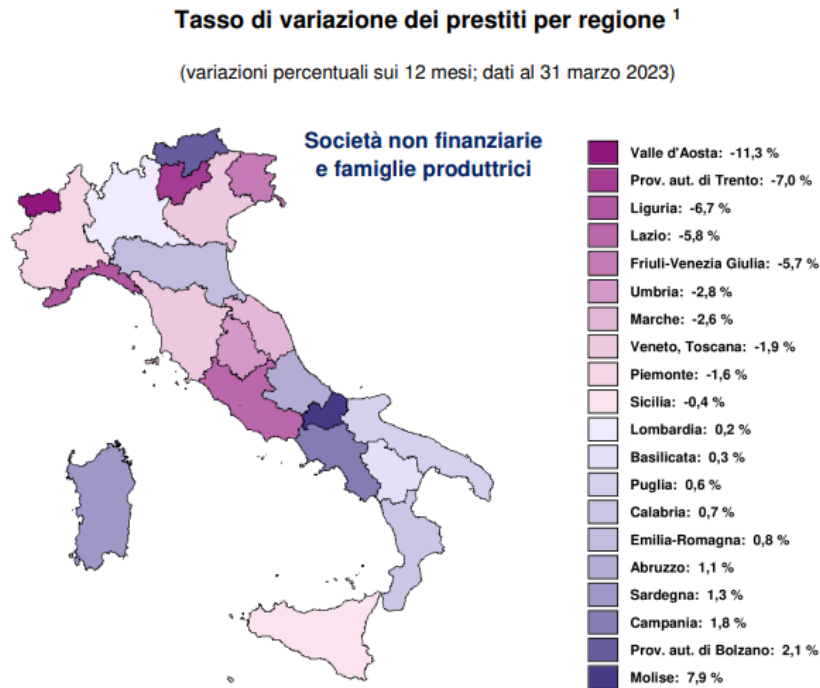 Tasso di variazione dei prestiti per regione ¹
(variazioni percentuali sui 12 mesi; dati al 31 marzo 2023)
Società non finanziarie
e famiglie produttrici
Valle d'Aosta: -11,3 %
Prov. aut. di Trento: -7,0 %
Liguria: -6,7 %
Lazio: -5,8 %
Friuli-Venezia Giulia: -5,7 %
Umbria: -2,8 %
Marche: -2,6 %
Veneto, Toscana: -1,9 %
Piemonte: -1,6 %
Sicilia: -0,4 %
Lombardia: 0,2 %
Basilicata: 0,3 %
Puglia: 0,6 %
Calabria: 0,7 %
Emilia-Romagna: 0,8 %
Abruzzo: 1,1 %
Sardegna: 1,3 %
Campania: 1,8 %
Prov. aut. di Bolzano: 2,1 %
Molise: 7,9 %